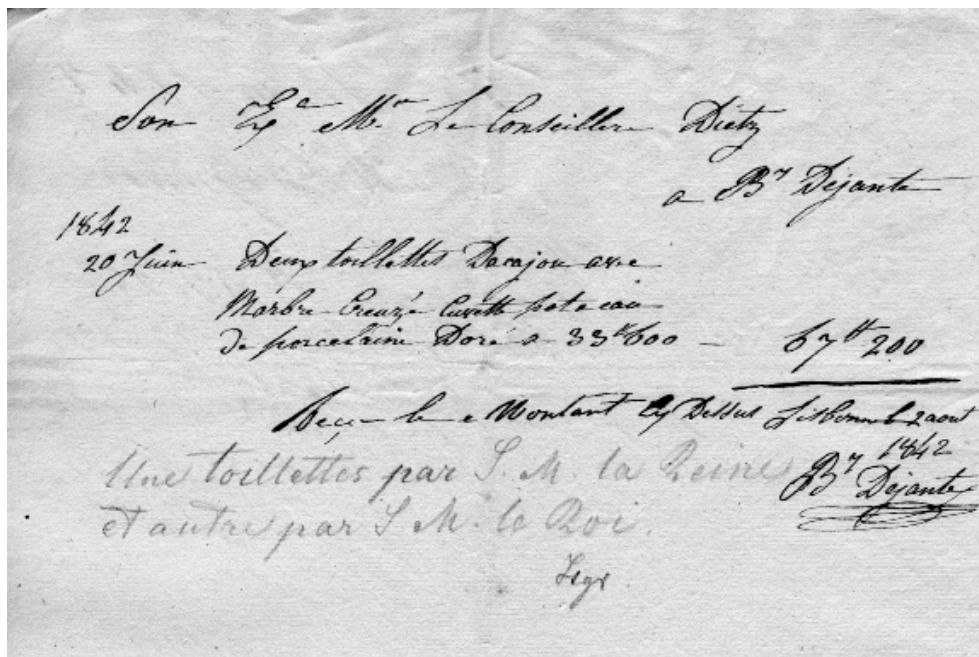 Son Exᵃ Mʳ Le Conseiller Dietz
a Bʸ Dejante
1842
20 Juin Deux toillettes Dacajou avec
Marbre Creuzé Cuvette pot a eau
De porcelaine Doré a 33#600 - 67# 200
Reçu le Montant Cy Dessus Lisbonne le 2 aout
1842
Bʸ Dejante
Une toillettes par S. M. la Reine
et autre par S M. le Roi.